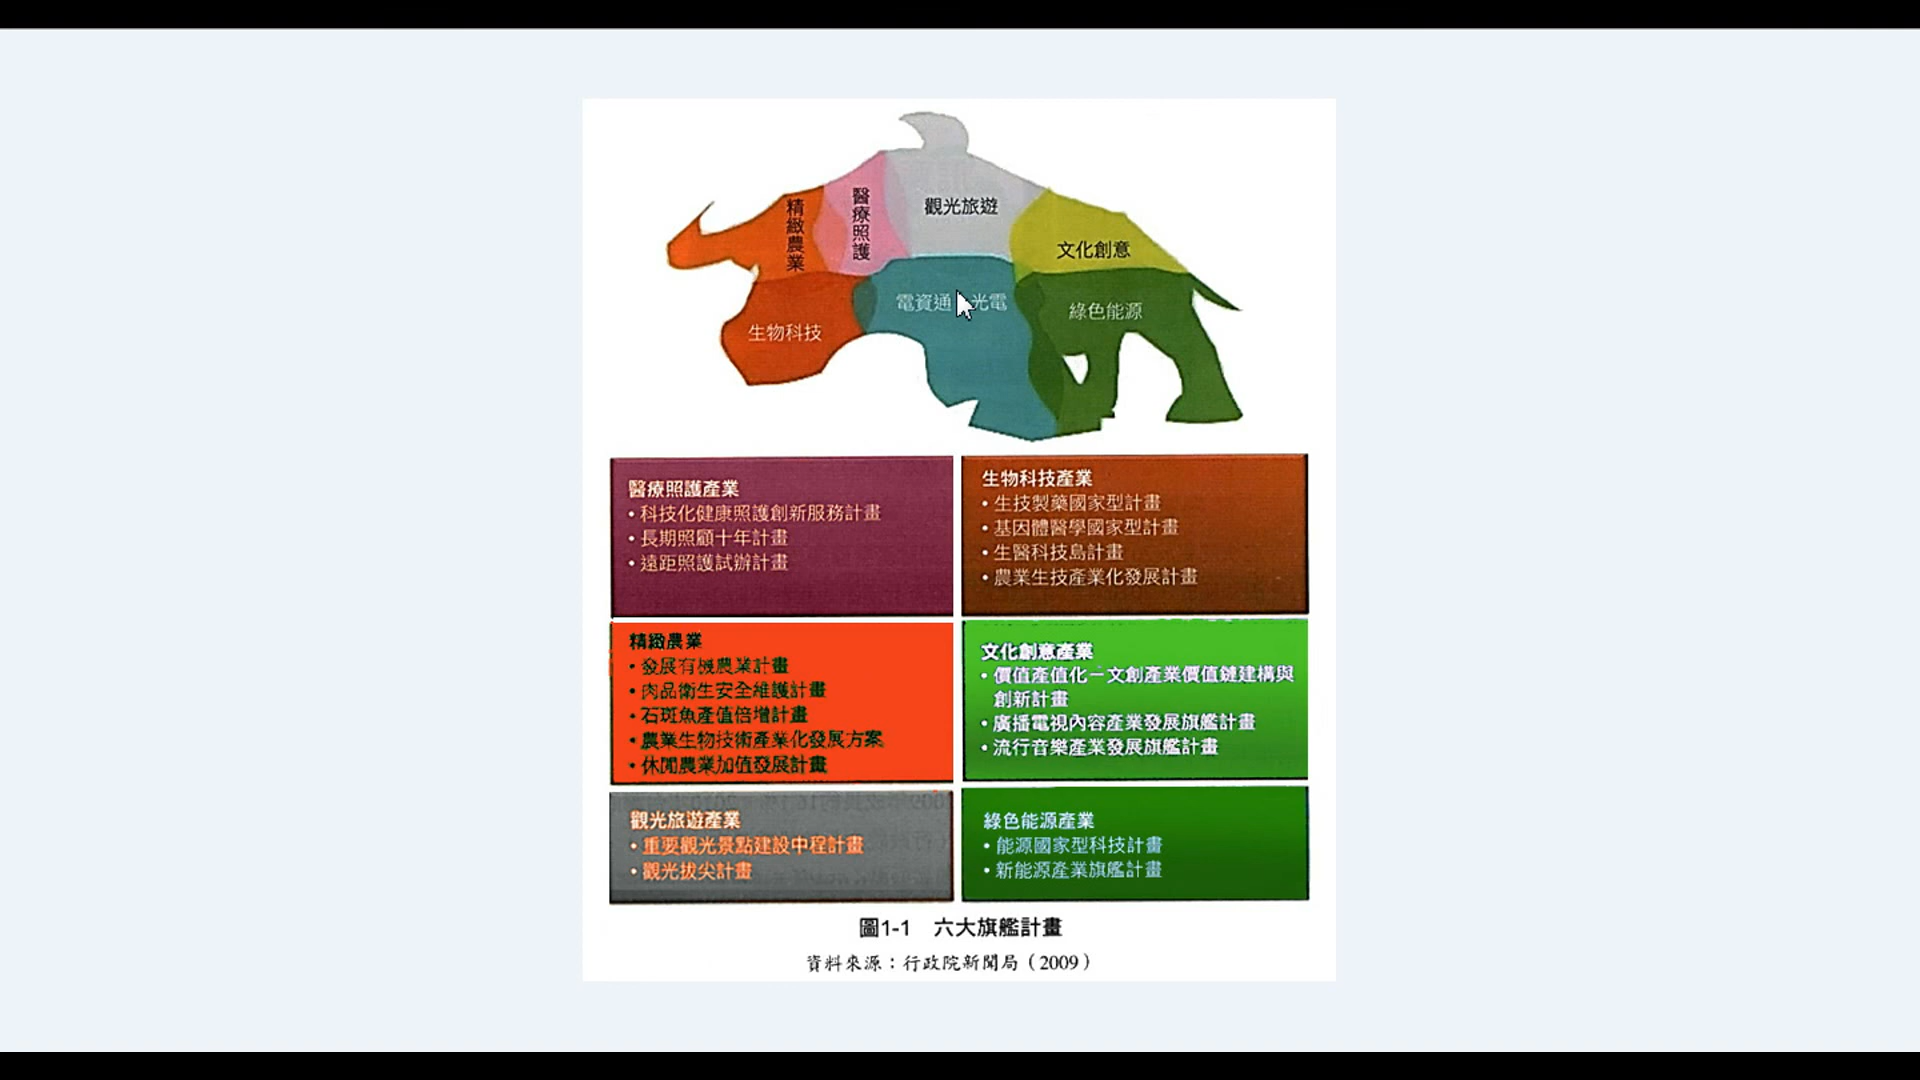 精緻農業
醫療照護
觀光旅遊
文化創意
生物科技
電資通 光電
綠色能源
醫療照護產業
•科技化健康照護創新服務計畫
•長期照顧十年計畫
•遠距照護試辦計畫
生物科技產業
•生技製藥國家型計畫
•基因體醫學國家型計畫
•生醫科技島計畫
•農業生技產業化發展計畫
精緻農業
•發展有機農業計畫
•肉品衛生安全維護計畫
•石斑魚產值倍增計畫
•農業生物技術產業化發展方案
•休閒農業加值發展計畫
文化創意產業
•價值產值化－文創產業價值鏈建構與
創新計畫
•廣播電視內容產業發展旗艦計畫
•流行音樂產業發展旗艦計畫
觀光旅遊產業
•重要觀光景點建設中程計畫
•觀光拔尖計畫
綠色能源產業
•能源國家型科技計畫
•新能源產業旗艦計畫
圖1-1 六大旗艦計畫
資料來源：行政院新聞局（2009）